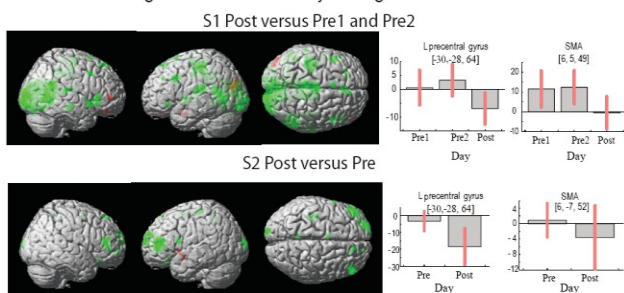 S1 Post versus Pre1 and Pre2
L precentral gyrus
[-30,-28, 64]
10
5
0
-10
Pre1 Pre2 Post
Day
SMA
[6, 5, 49]
20
10
0
-10
Pre1 Pre2 Post
Day
S2 Post versus Pre
L precentral gyrus
[-30,-28, 64]
0
-10
-20
-30
Pre Post
Day
SMA
[6, -7, 52]
4
0
-4
-8
-12
Pre Post
Day